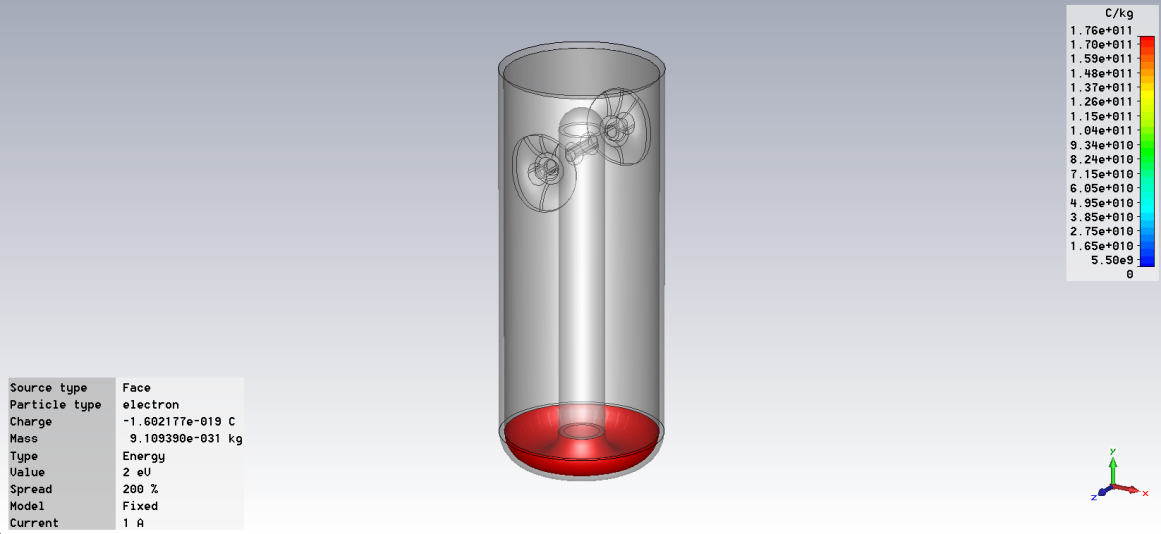 C/kg
1.76e+011
1.70e+011
1.59e+011
1.48e+011
1.37e+011
1.26e+011
1.15e+011
1.04e+011
9.34e+010
8.24e+010
7.15e+010
6.05e+010
4.95e+010
3.85e+010
2.75e+010
1.65e+010
5.50e9
0
Source type Face
Particle type electron
Charge -1.602177e-019 C
Mass 9.109390e-031 kg
Type Energy
Value 2 eV
Spread 200 %
Model Fixed
Current 1 A
y
z x